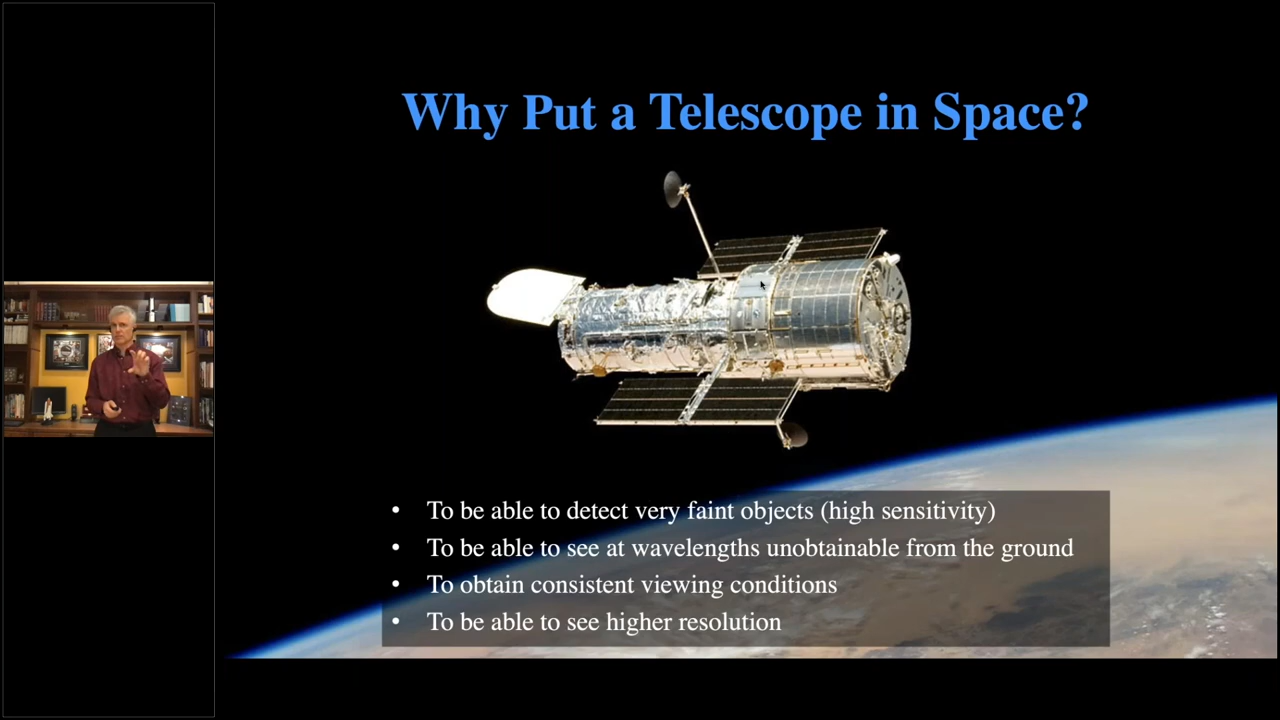 Why Put a Telescope in Space?
• To be able to detect very faint objects (high sensitivity)
• To be able to see at wavelengths unobtainable from the ground
• To obtain consistent viewing conditions
• To be able to see higher resolution